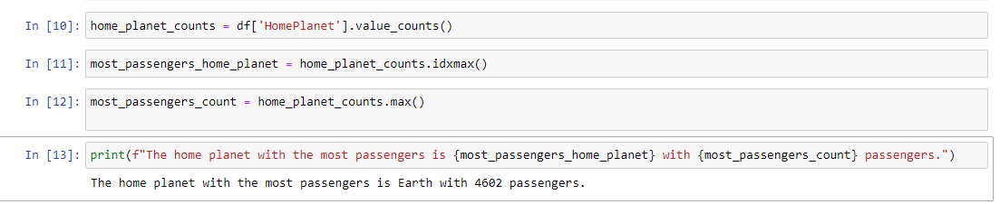 In [10]: home_planet_counts = df['HomePlanet'].value_counts()
In [11]: most_passengers_home_planet = home_planet_counts.idxmax()
In [12]: most_passengers_count = home_planet_counts.max()
In [13]: print(f"The home planet with the most passengers is {most_passengers_home_planet} with {most_passengers_count} passengers.")
The home planet with the most passengers is Earth with 4602 passengers.